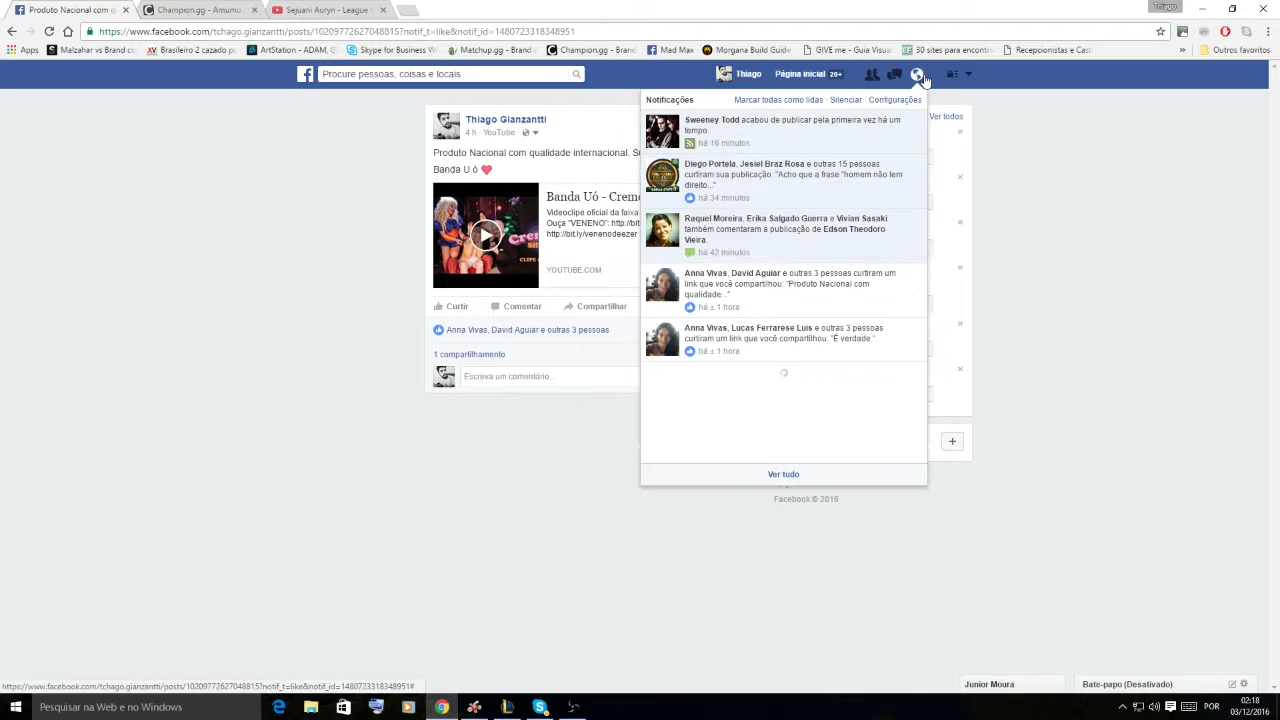 Produto Nacional com q
Champion.gg - Amumu
Sejuani Auryn - League
Thiago
https://www.facebook.com/tchago.gianzantti/posts/10209772627048815?notif_t=like&notif_id=1480723318348951
Apps
Malzahar vs Brand co
Brasileiro 2 cazado po
ArtStation - ADAM, G
Skype for Business W
Matchup.gg - Brand
Champion.gg
Mad Max
Morgana Build Guide
GIVE me / Guia Visua
30 sites para encontra
Recepcionistas e Cast
Outros favoritos
Procure pessoas, coisas e locais
Thiago
Página inicial 20+
Notificações
Marcar todas como lidas · Silenciar · Configurações
Ver todos
Sweeney Todd acabou de publicar pela primeira vez há um
tempo.
há 16 minutos
Diego Portela, Jesiel Braz Rosa e outras 15 pessoas
curtiram sua publicação: "Acho que a frase "homem não tem
direito..."
há 34 minutos
Raquel Moreira, Erika Salgado Guerra e Vivian Sasaki
também comentaram a publicação de Edson Theodoro
Vieira.
há 42 minutos
Anna Vivas, David Aguiar e outras 3 pessoas curtiram um
link que você compartilhou: "Produto Nacional com
qualidade..."
há ± 1 hora
Anna Vivas, Lucas Ferrarese Luis e outras 3 pessoas
curtiram um link que você compartilhou: "É verdade."
há ± 1 hora
Ver tudo
Thiago Gianzantti
4 h · YouTube ·
Produto Nacional com qualidade internacional. S
Banda U ó
Banda Uó - Creme
Videoclipe oficial da faixa
Ouça "VENENO": http://bit
http://bit.ly/venenodeezer
YOUTUBE.COM
Curtir
Comentar
Compartilhar
Anna Vivas, David Aguiar e outras 3 pessoas
1 compartilhamento
Escreva um comentário...
+
Facebook © 2016
https://www.facebook.com/tchago.gianzantti/posts/10209772627048815?notif_t=like&notif_id=1480723318348951#
Junior Moura
Bate-papo (Desativado)
Pesquisar na Web e no Windows
POR
02:18
03/12/2016